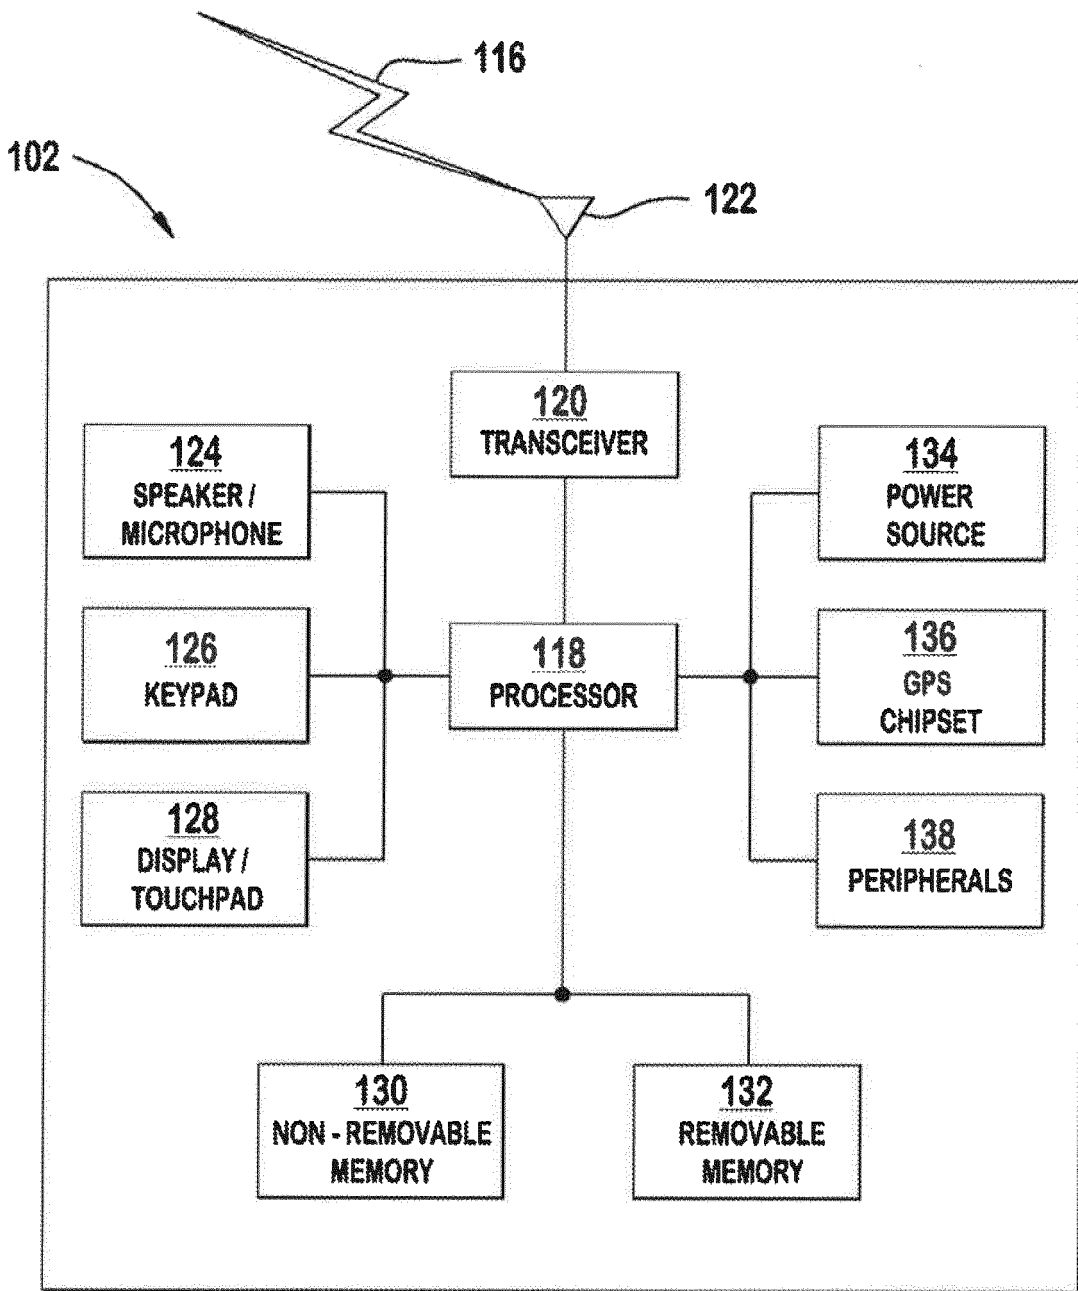 116
102
122
120
TRANSCEIVER
124
SPEAKER /
MICROPHONE
134
POWER
SOURCE
126
KEYPAD
118
PROCESSOR
136
GPS
CHIPSET
128
DISPLAY /
TOUCHPAD
138
PERIPHERALS
130
NON - REMOVABLE
MEMORY
132
REMOVABLE
MEMORY